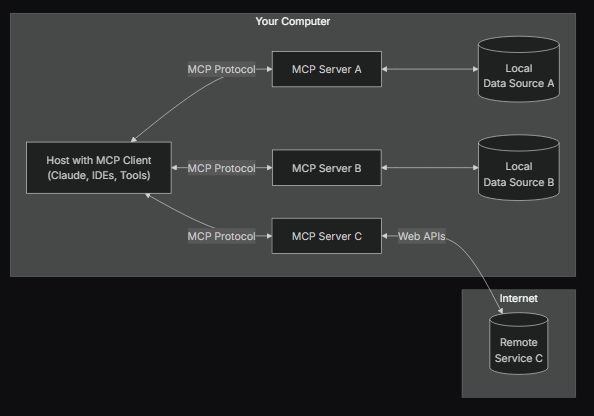 Your Computer
MCP Protocol
MCP Server A
Local
Data Source A
Host with MCP Client
(Claude, IDEs, Tools)
MCP Protocol
MCP Server B
Local
Data Source B
MCP Protocol
MCP Server C
Web APIs
Internet
Remote
Service C